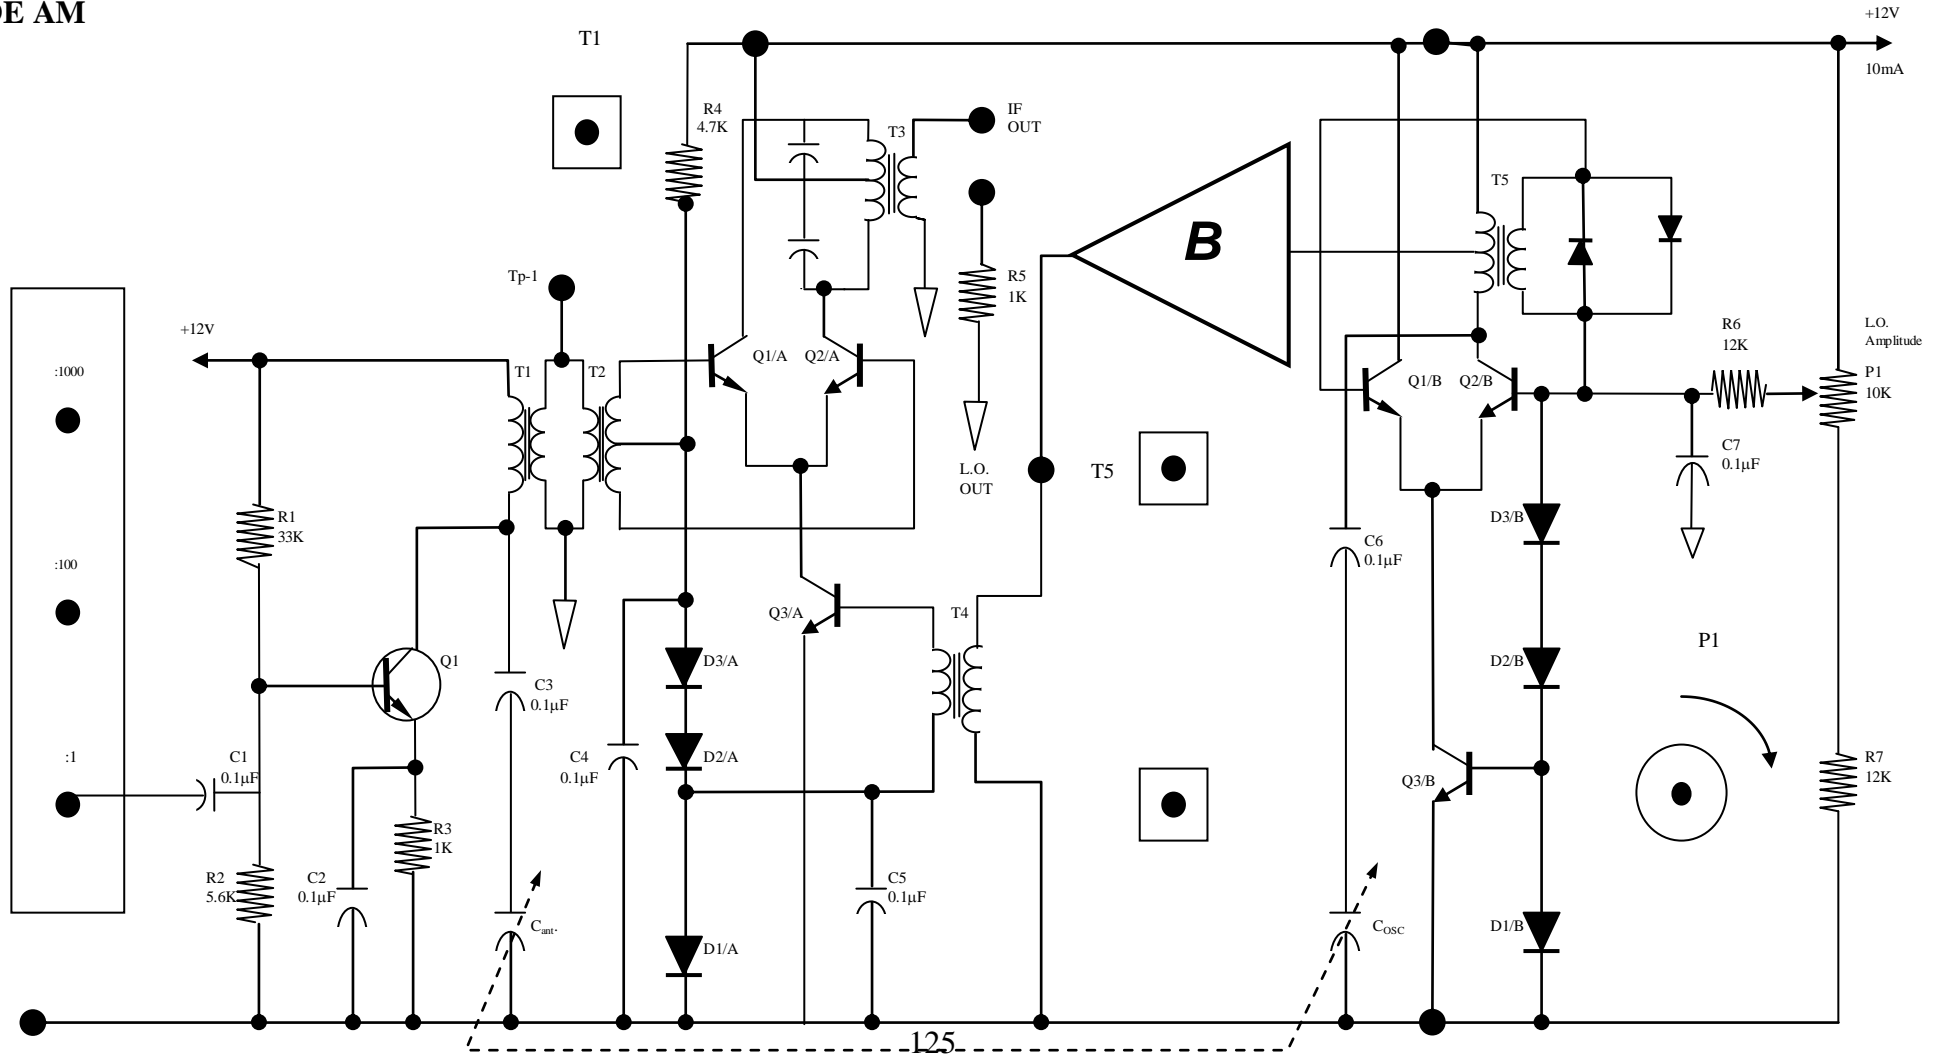 DE AM
T1
+12V
10mA
R4
4.7K
T3
IF
OUT
T5
B
Tp-1
R5
1K
+12V
T1
T2
Q1/A
Q2/A
R6
12K
L.O.
Amplitude
P1
10K
:1000
Q1/B
Q2/B
C7
0.1µF
L.O.
OUT
T5
R1
33K
D3/B
C6
0.1µF
:100
Q3/A
T4
Q1
D3/A
D2/B
P1
C3
0.1µF
:1
C1
0.1µF
C4
0.1µF
D2/A
Q3/B
R7
12K
R3
1K
R2
5.6K
C2
0.1µF
C5
0.1µF
Cant.
COSC
D1/B
D1/A
125